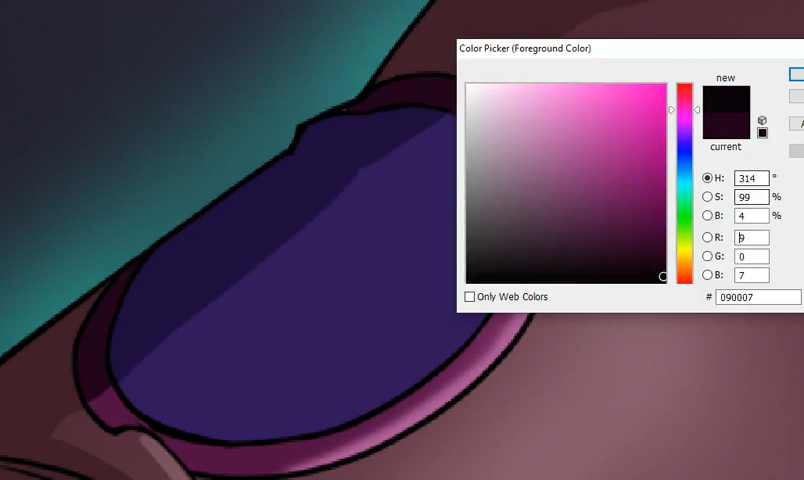 Color Picker (Foreground Color)
new
current
H: 314 °
S: 99 %
B: 4 %
R: 9
G: 0
B: 7
# 090007
Only Web Colors